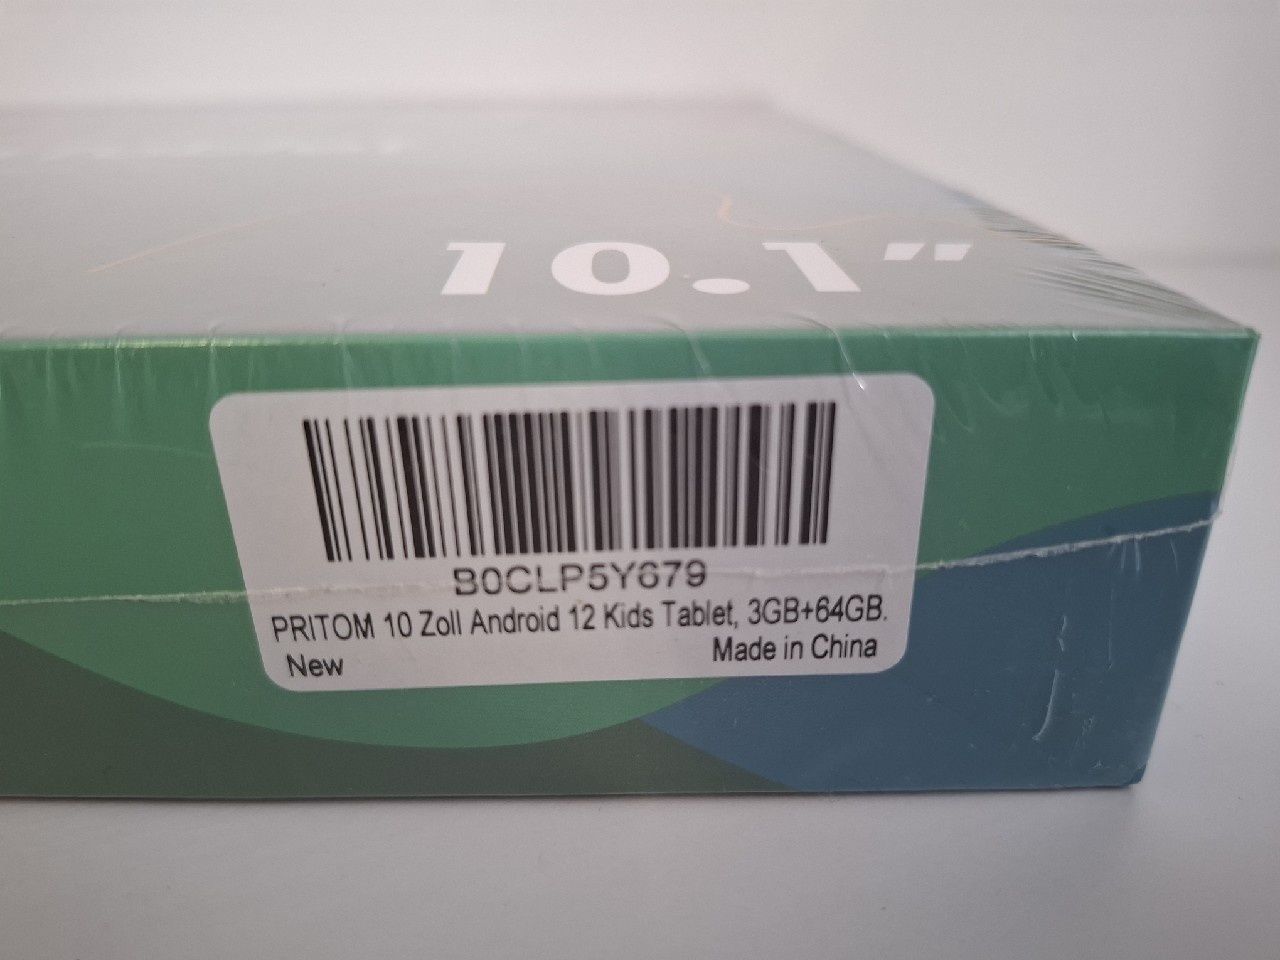 10.1"
B0CLP5Y679
PRITOM 10 Zoll Android 12 Kids Tablet, 3GB+64GB.
New
Made in China